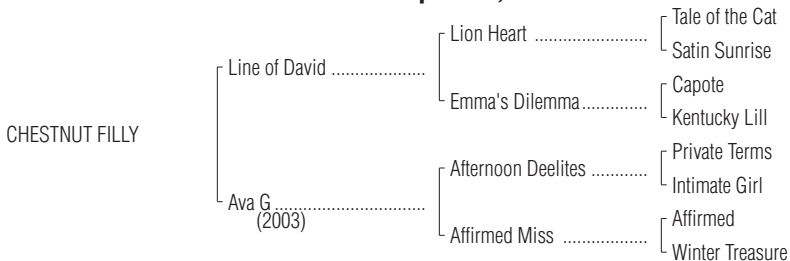 Tale of the Cat
Lion Heart ........................
Satin Sunrise
Line of David ....................
Capote
Emma's Dilemma..............
Kentucky Lill
CHESTNUT FILLY
Private Terms
Afternoon Deelites ............
Intimate Girl
Ava G................................
(2003)
Affirmed
Affirmed Miss ..................
Winter Treasure